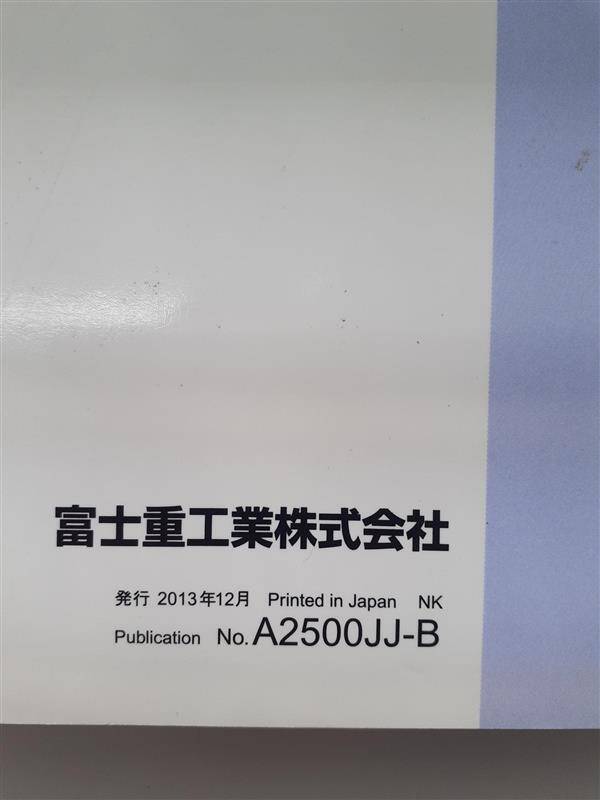 富士重工業株式会社
発行 2013年12月 Printed in Japan NK
Publication No. A2500JJ-B